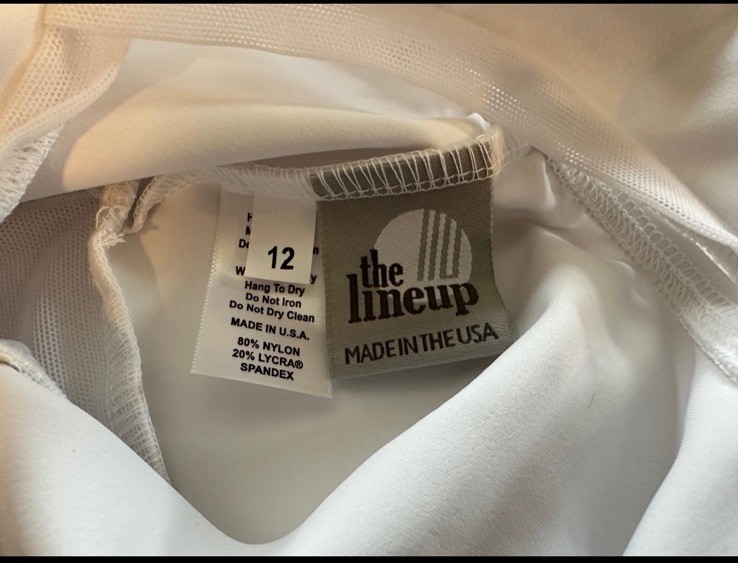 12
Hang To Dry
Do Not Iron
Do Not Dry Clean
MADE IN U.S.A.
80% NYLON
20% LYCRA®
SPANDEX
the
lineup
MADE IN THE USA